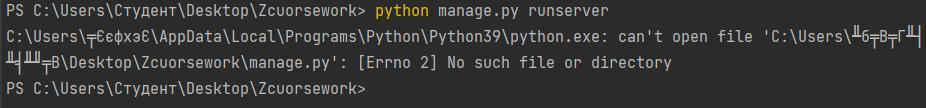 PS C:\Users\Студент\Desktop\Zcuorsework> python manage.py runserver
C:\Users\╤Єєфхэ€\AppData\Local\Programs\Python\Python39\python.exe: can't open file 'C:\Users\╨б╤В╤Г╨┤
╨╡╨╜╤В\Desktop\Zcuorsework\manage.py': [Errno 2] No such file or directory
PS C:\Users\Студент\Desktop\Zcuorsework>